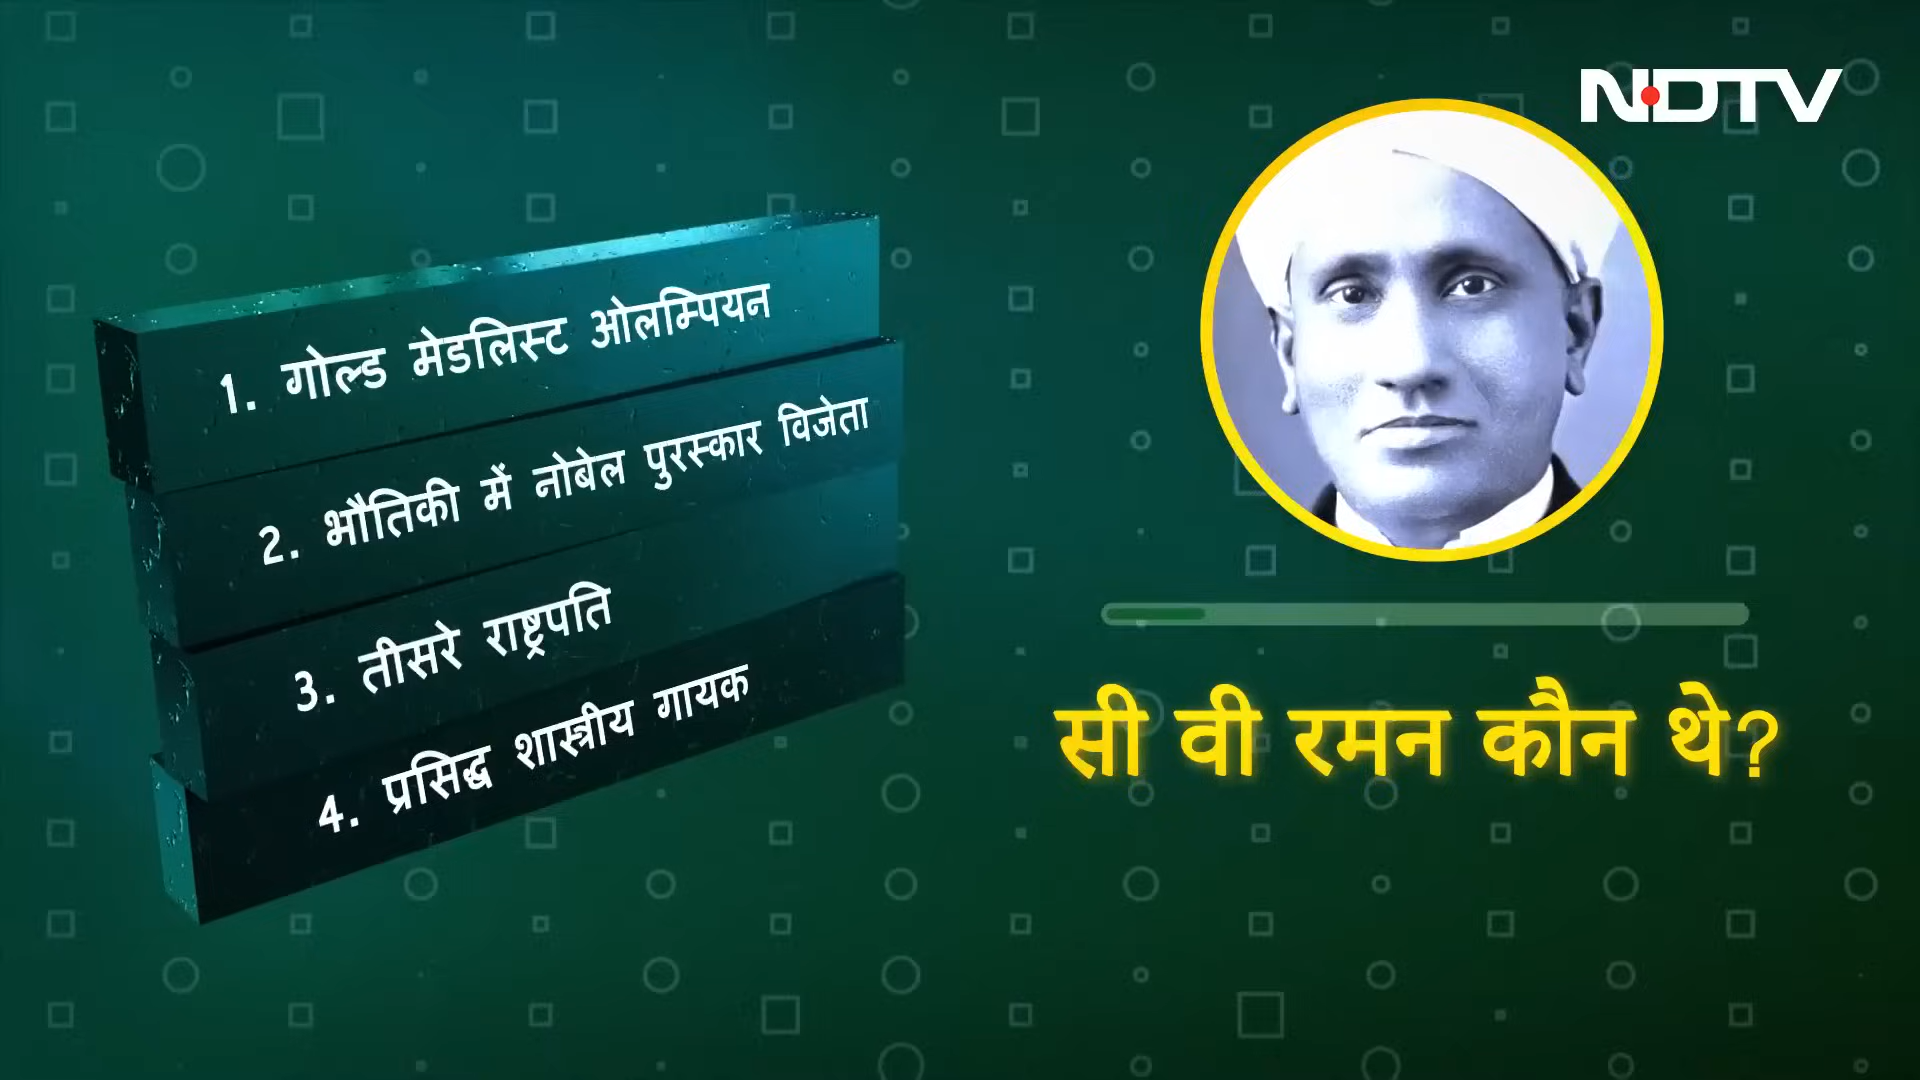 NDTV
1. गोल्ड मेडलिस्ट ओलम्पियन
2. भौतिकी में नोबेल पुरस्कार विजेता
3. तीसरे राष्ट्रपति
4. प्रसिद्ध शास्त्रीय गायक
सी वी रमन कौन थे?